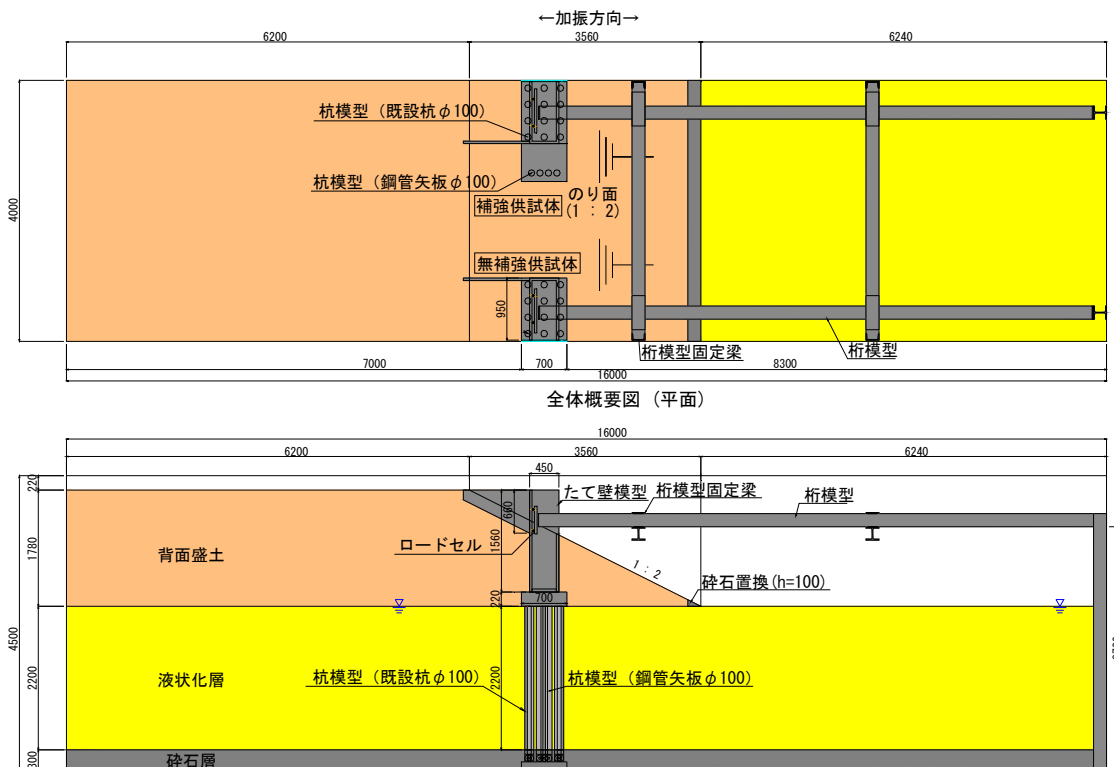 ←加振方向→
6200
3560
6240
杭模型（既設杭φ100）
杭模型（鋼管矢板φ100）
補強供試体
のり面
(1 : 2)
無補強供試体
4000
950
桁模型固定梁
桁模型
7000
700
8300
16000
全体概要図（平面）
16000
6200
3560
6240
450
220
たて壁模型
桁模型固定梁
桁模型
660
ロードセル
1560
1780
背面盛土
1 : 2
砕石置換(h=100)
220
700
4500
2200
液状化層
杭模型（既設杭φ100）
2200
杭模型（鋼管矢板φ100）
300
砕石層